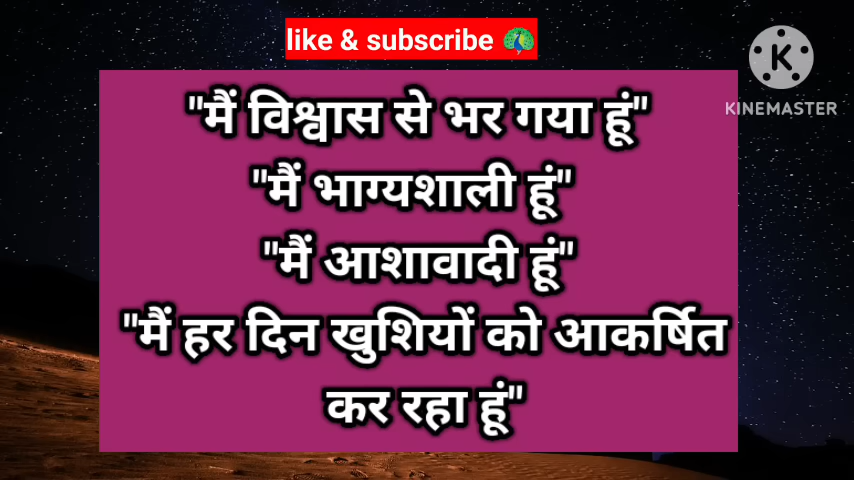 like & subscribe 🦚
KINEMASTER
"मैं विश्वास से भर गया हूं"
"मैं भाग्यशाली हूं"
"मैं आशावादी हूं"
"मैं हर दिन खुशियों को आकर्षित
कर रहा हूं"